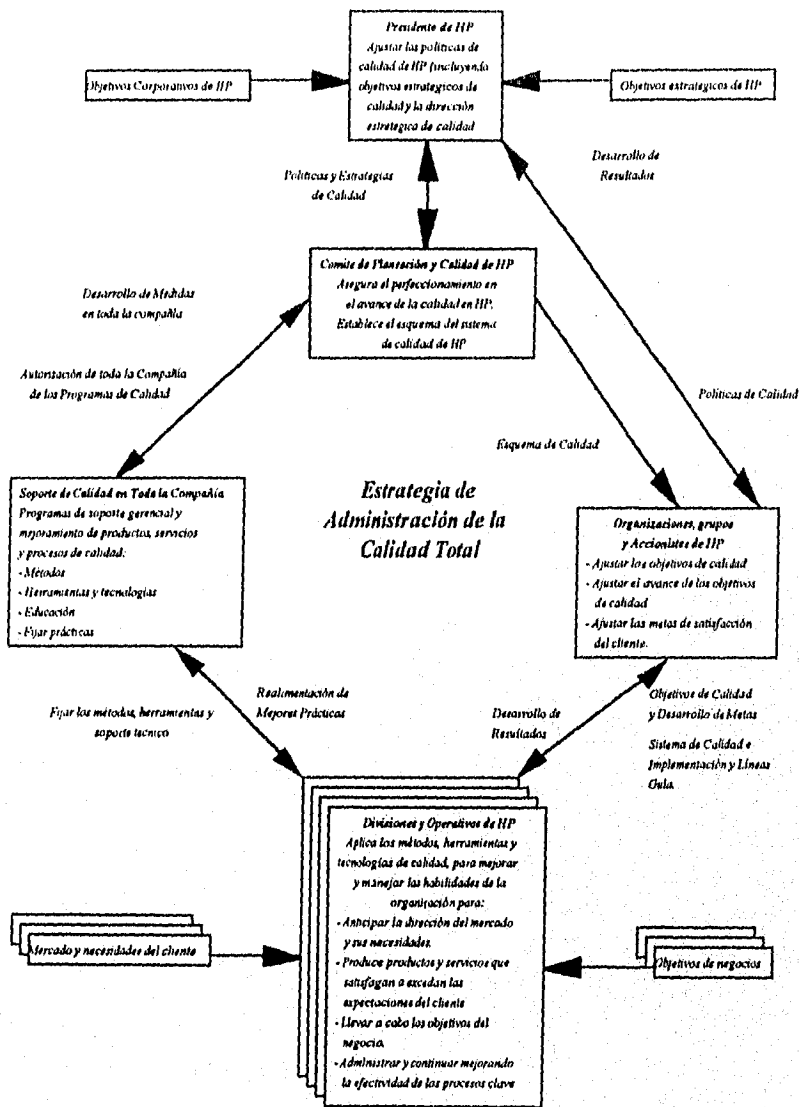 Presidente de HP
Ajustar las políticas de
calidad de HP (incluyendo
objetivos estrategicos de
calidad y la dirección
estrategica de calidad
Objetivos Corporativos de HP
Objetivos estrategicos de HP
Políticas y Estrategias
de Calidad
Desarrollo de
Resultados
Comite de Planeación y Calidad de HP
Asegura el perfeccionamiento en
el avance de la calidad en HP.
Establece el esquema del sistema
de calidad de HP
Desarrollo de Medidas
en toda la compañía
Autorización de toda la Compañía
de los Programas de Calidad
Políticas de Calidad
Esquema de Calidad
Soporte de Calidad en Toda la Compañía
Programas de soporte gerencial y
mejoramiento de productos, servicios
y procesos de calidad:
- Métodos
- Herramientas y tecnologías
- Educación
- Fijar prácticas
Estrategia de
Administración de la
Calidad Total
Organizaciones, grupos
y Accionistas de HP
- Ajustar los objetivos de calidad
- Ajustar el avance de los objetivos
de calidad
- Ajustar las metas de satisfacción
del cliente.
Fijar los métodos, herramientas y
soporte tecnico
Realimentación de
Mejores Prácticas
Desarrollo de
Resultados
Objetivos de Calidad
y Desarrollo de Metas
Sistema de Calidad e
Implementación y Líneas
Guía.
Divisiones y Operativos de HP
Aplica los métodos, herramientas y
tecnologías de calidad, para mejorar
y manejar las habilidades de la
organización para:
- Anticipar la dirección del mercado
y sus necesidades.
- Produce productos y servicios que
satisfagan a excedan las
expectaciones del cliente
- Llevar a cabo los objetivos del
negocio.
- Administrar y continuar mejorando
la efectividad de los procesos clave
Mercado y necesidades del cliente
Objetivos de negocios